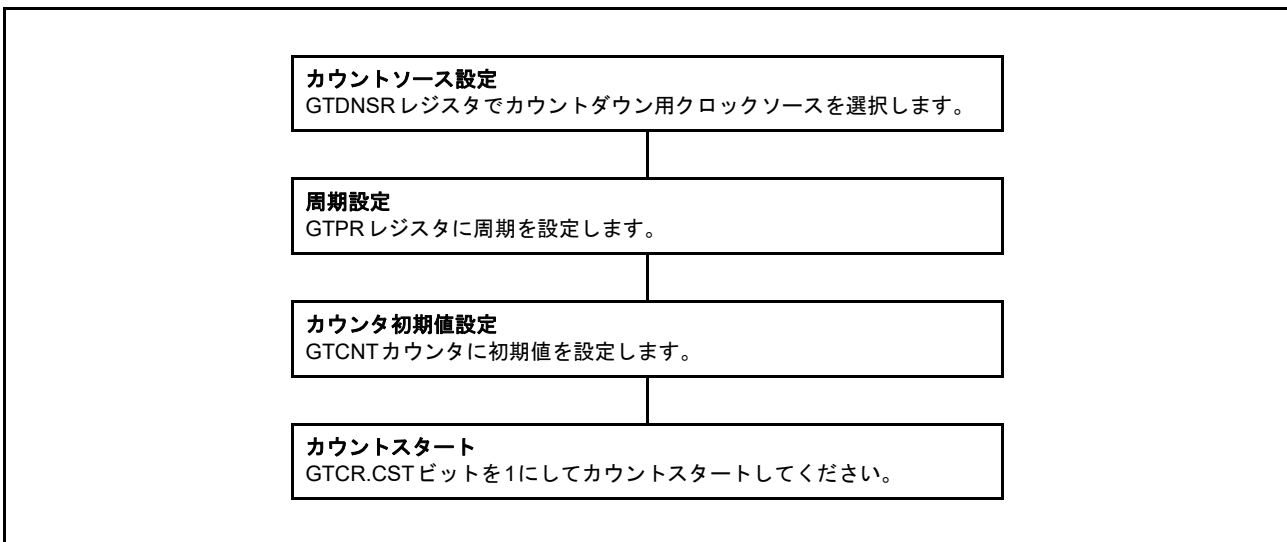 カウントソース設定
GTDNSRレジスタでカウントダウン用クロックソースを選択します。
周期設定
GTPRレジスタに周期を設定します。
カウンタ初期値設定
GTCNTカウンタに初期値を設定します。
カウントスタート
GTCR.CSTビットを1にしてカウントスタートしてください。